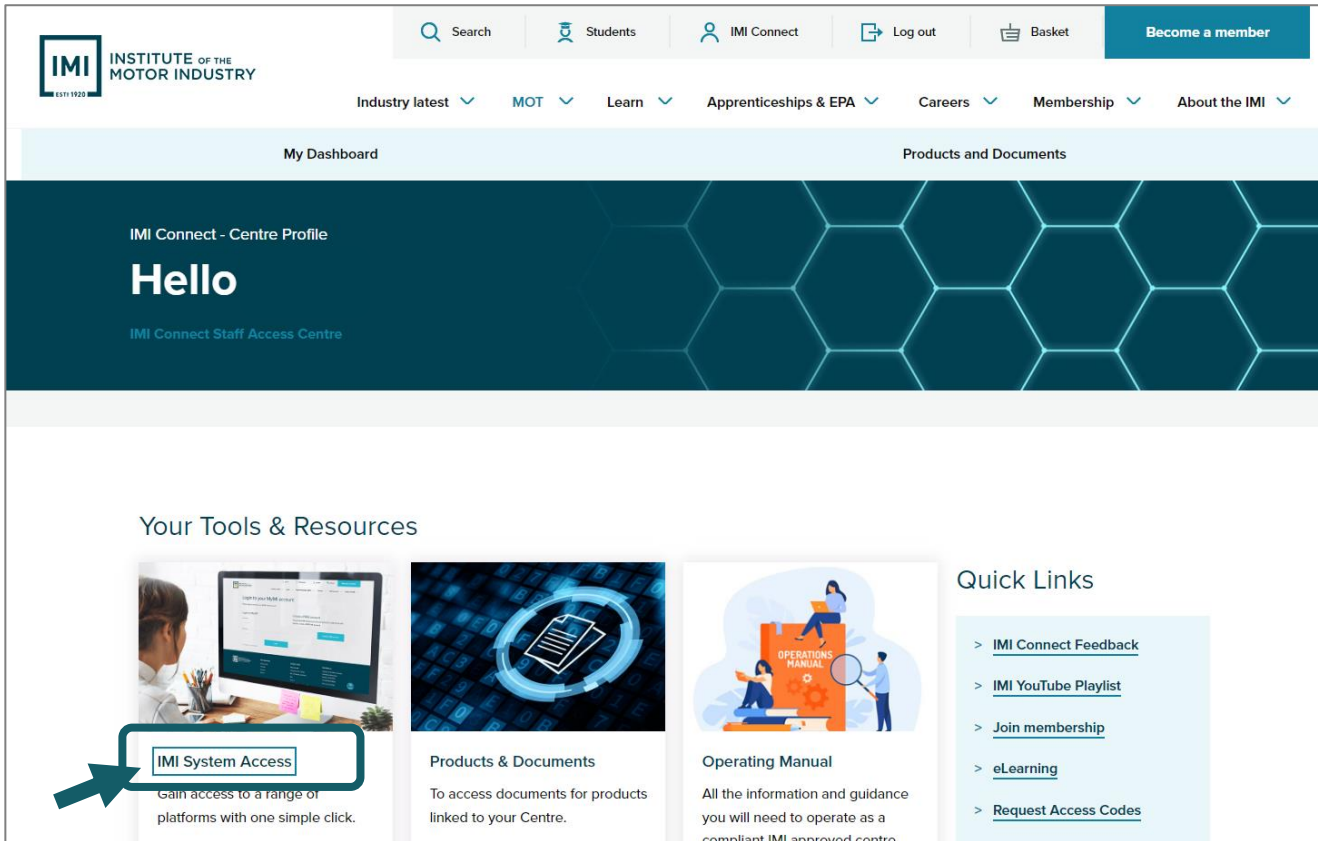 Search
Students
IMI Connect
Log out
Basket
Become a member
IMI
ESTD 1920
INSTITUTE OF THE
MOTOR INDUSTRY
Industry latest
MOT
Learn
Apprenticeships & EPA
Careers
Membership
About the IMI
My Dashboard
Products and Documents
IMI Connect - Centre Profile
Hello
IMI Connect Staff Access Centre
Your Tools & Resources
OPERATIONS
MANUAL
IMI System Access
Gain access to a range of
platforms with one simple click.
Products & Documents
To access documents for products
linked to your Centre.
Operating Manual
All the information and guidance
you will need to operate as a
compliant IMI approved centre
Quick Links
> IMI Connect Feedback
> IMI YouTube Playlist
> Join membership
> eLearning
> Request Access Codes